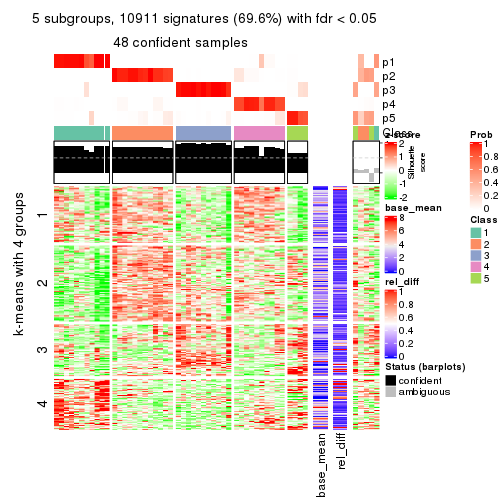 5 subgroups, 10911 signatures (69.6%) with fdr < 0.05
48 confident samples
p1
p2
p3
p4
p5
Class
Silhouette
score
k-means with 4 groups
1
2
3
4
base_mean
rel_diff
z-score
2
1
0
-1
-2
base_mean
8
6
4
2
0
rel_diff
1
0.8
0.6
0.4
0.2
0
Status (barplots)
confident
ambiguous
Prob
1
0.8
0.6
0.4
0.2
0
Class
1
2
3
4
5